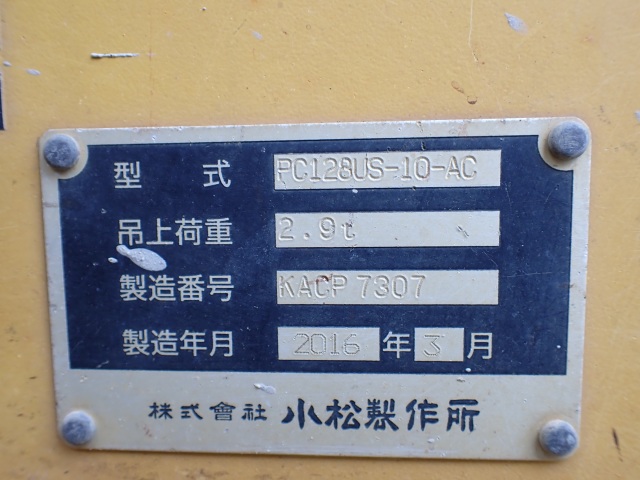 型 式 PC128US-10-AC
吊上荷重 2.9t
製造番号 KACP 7307
製造年月 2016 年 3 月
株式會社 小松製作所